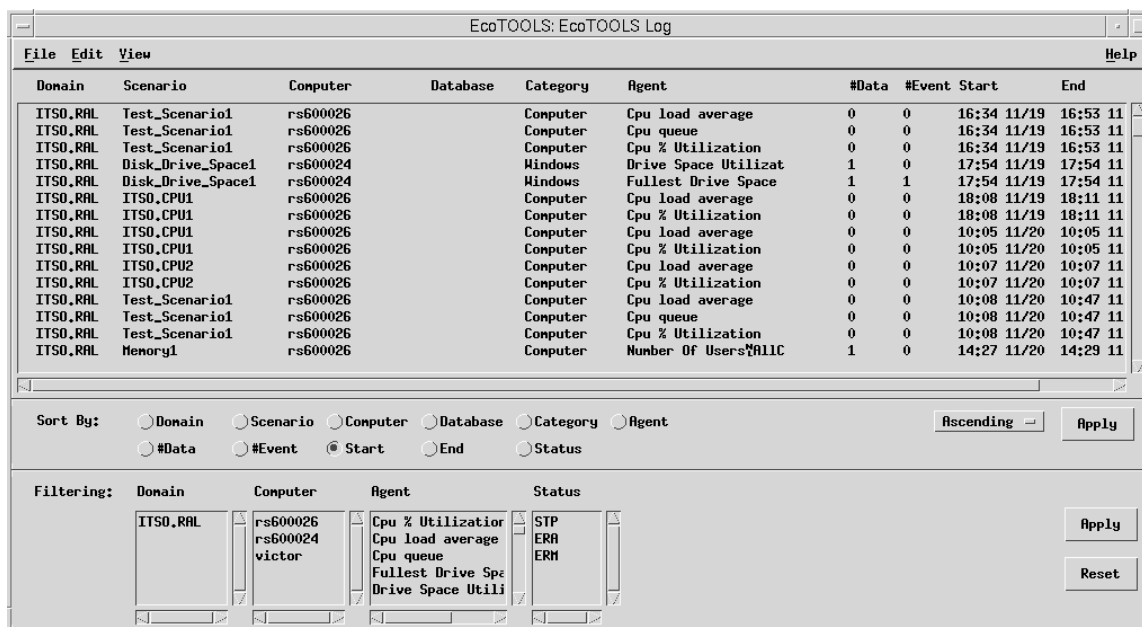 EcoTOOLS: EcoTOOLS Log
File Edit View Help
Domain Scenario Computer Database Category Agent #Data #Event Start End
ITSO.RAL Test_Scenario1 rs600026 Computer Cpu load average 0 0 16:34 11/19 16:53 11
ITSO.RAL Test_Scenario1 rs600026 Computer Cpu queue 0 0 16:34 11/19 16:53 11
ITSO.RAL Test_Scenario1 rs600026 Computer Cpu % Utilization 0 0 16:34 11/19 16:53 11
ITSO.RAL Disk_Drive_Space1 rs600024 Windows Drive Space Utilizat 1 0 17:54 11/19 17:54 11
ITSO.RAL Disk_Drive_Space1 rs600024 Windows Fullest Drive Space 1 1 17:54 11/19 17:54 11
ITSO.RAL ITSO.CPU1 rs600026 Computer Cpu load average 0 0 18:08 11/19 18:11 11
ITSO.RAL ITSO.CPU1 rs600026 Computer Cpu % Utilization 0 0 18:08 11/19 18:11 11
ITSO.RAL ITSO.CPU1 rs600026 Computer Cpu load average 0 0 10:05 11/20 10:05 11
ITSO.RAL ITSO.CPU1 rs600026 Computer Cpu % Utilization 0 0 10:05 11/20 10:05 11
ITSO.RAL ITSO.CPU2 rs600026 Computer Cpu load average 0 0 10:07 11/20 10:07 11
ITSO.RAL ITSO.CPU2 rs600026 Computer Cpu % Utilization 0 0 10:07 11/20 10:07 11
ITSO.RAL Test_Scenario1 rs600026 Computer Cpu load average 0 0 10:08 11/20 10:47 11
ITSO.RAL Test_Scenario1 rs600026 Computer Cpu queue 0 0 10:08 11/20 10:47 11
ITSO.RAL Test_Scenario1 rs600026 Computer Cpu % Utilization 0 0 10:08 11/20 10:47 11
ITSO.RAL Memory1 rs600026 Computer Number Of Users AllC 1 0 14:27 11/20 14:29 11
Sort By: Domain Scenario Computer Database Category Agent Ascending Apply
#Data #Event Start End Status
Filtering: Domain Computer Agent Status
ITSO.RAL rs600026 Cpu % Utilization STP Apply
rs600024 Cpu load average ERA
victor Cpu queue ERM
Fullest Drive Spa Reset
Drive Space Utili